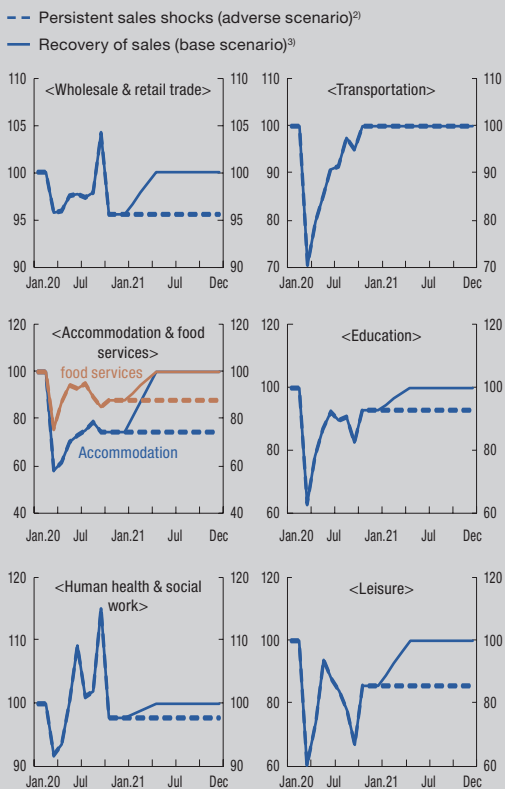 Persistent sales shocks (adverse scenario)2)
Recovery of sales (base scenario)3)
<Wholesale & retail trade>
110 110
105 105
100 100
95 95
90 90
Jan.20 Jul Jan.21 Jul Dec
<Transportation>
110 110
100 100
90 90
80 80
70 70
Jan.20 Jul Jan.21 Jul Dec
<Accommodation & food
services>
food services
Accommodation
120 120
100 100
80 80
60 60
40 40
Jan.20 Jul Jan.21 Jul Dec
<Education>
120 120
100 100
80 80
60 60
Jan.20 Jul Jan.21 Jul Dec
<Human health & social
work>
120 120
110 110
100 100
90 90
Jan.20 Jul Jan.21 Jul Dec
<Leisure>
120 120
100 100
80 80
60 60
Jan.20 Jul Jan.21 Jul Dec